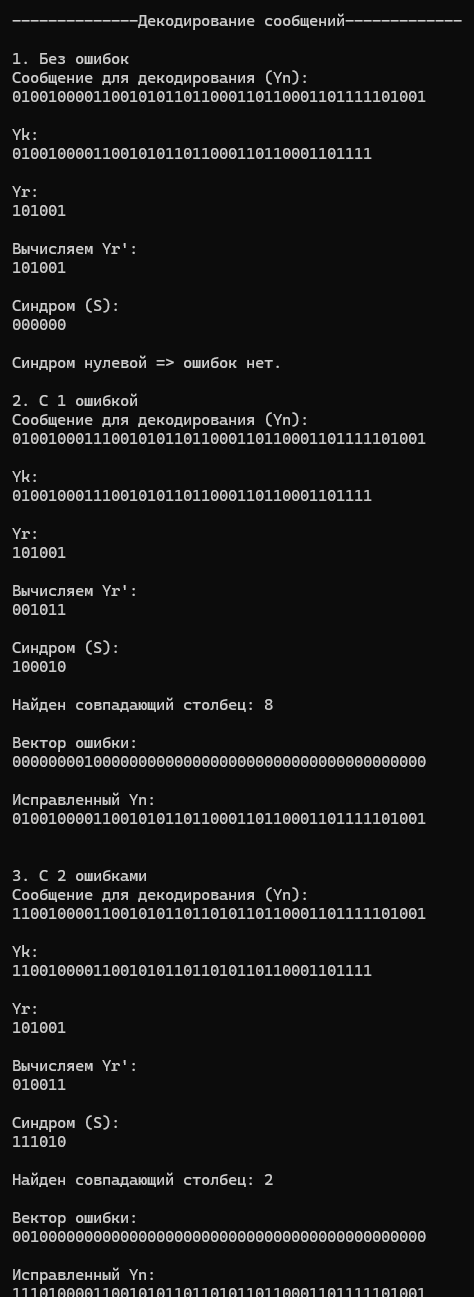 --------------Декодирование сообщений-------------
1. Без ошибок
Сообщение для декодирования (Yn):
0100100001100101011011000110110001101111101001
Yk:
0100100001100101011011000110110001101111
Yr:
101001
Вычисляем Yr':
101001
Синдром (S):
000000
Синдром нулевой => ошибок нет.
2. С 1 ошибкой
Сообщение для декодирования (Yn):
0100100011100101011011000110110001101111101001
Yk:
0100100011100101011011000110110001101111
Yr:
101001
Вычисляем Yr':
001011
Синдром (S):
100010
Найден совпадающий столбец: 8
Вектор ошибки:
0000000010000000000000000000000000000000000000
Исправленный Yn:
0100100001100101011011000110110001101111101001
3. С 2 ошибками
Сообщение для декодирования (Yn):
1100100001100101011011010110110001101111101001
Yk:
1100100001100101011011010110110001101111
Yr:
101001
Вычисляем Yr':
010011
Синдром (S):
111010
Найден совпадающий столбец: 2
Вектор ошибки:
0010000000000000000000000000000000000000000000
Исправленный Yn:
1110100001100101011011010110110001101111101001